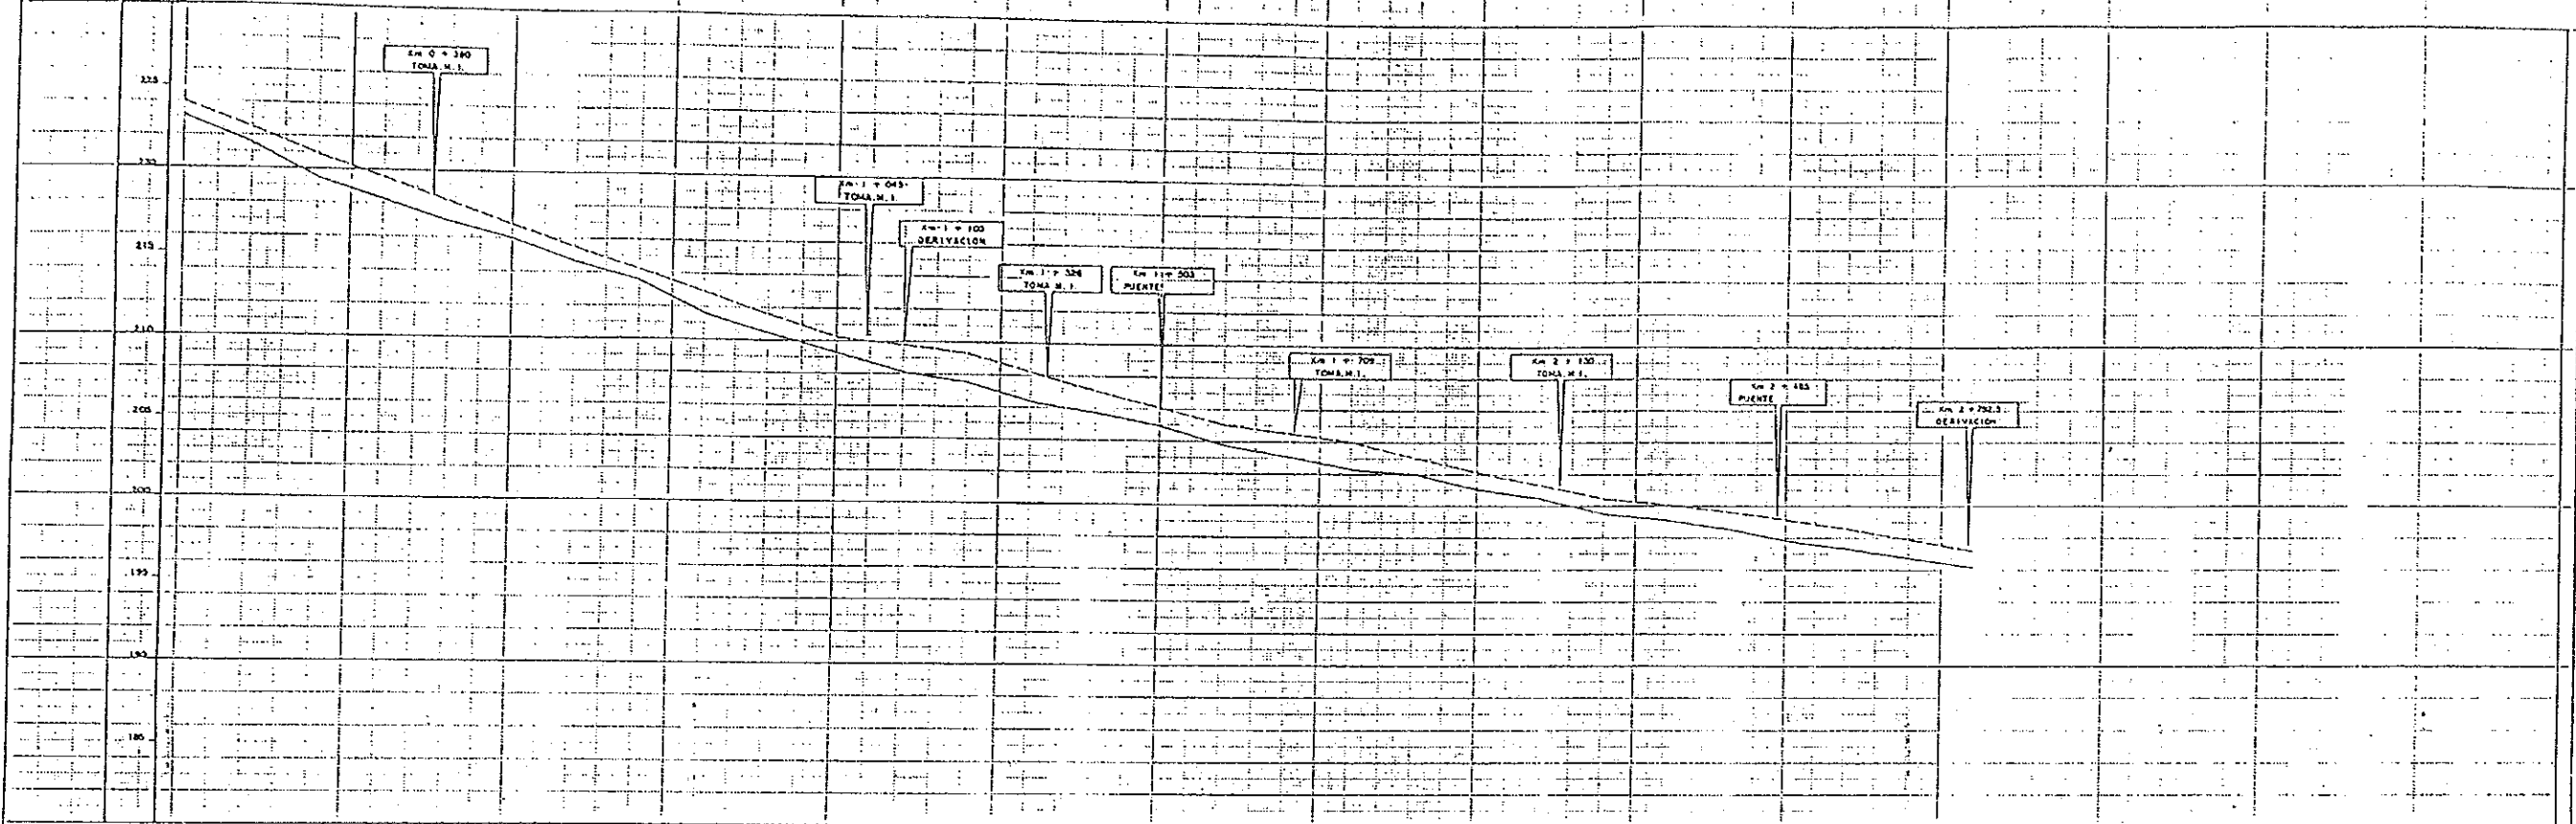 Km 0 + 380
TOMA.M.I.
225
220
Km 1 + 045
TOMA.M.I.
215
Km 1 + 100
DERIVACION
Km 1 + 326
TOMA M.I.
Km 1 + 503
PUENTE
210
Km 1 + 709
TOMA.M.I.
Km 2 + 130
TOMA.M.I.
Km 2 + 485
PUENTE
205
Km 2 + 792.5
DERIVACION
200
195
190
185